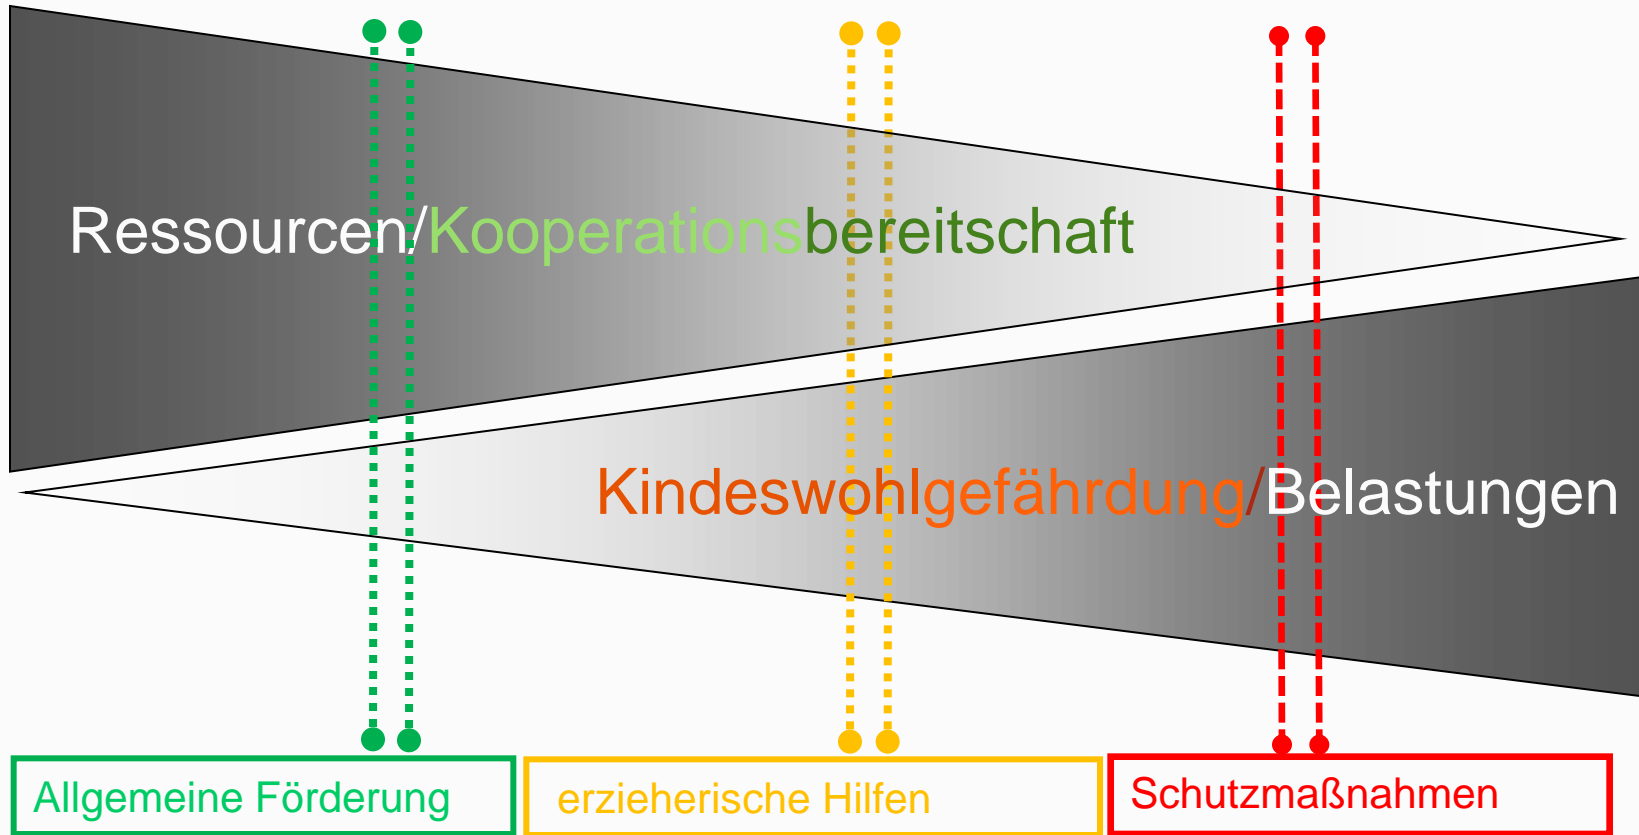 Ressourcen/Kooperationsbereitschaft
Kindeswohlgefährdung/Belastungen
Allgemeine Förderung
erzieherische Hilfen
Schutzmaßnahmen